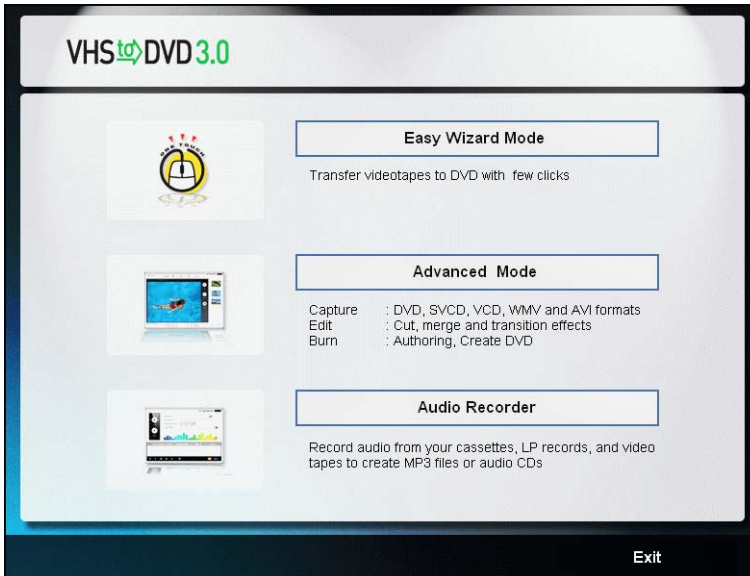 VHS to DVD 3.0
ONE TOUCH
Easy Wizard Mode
Transfer videotapes to DVD with few clicks
Advanced Mode
Capture : DVD, SVCD, VCD, WMV and AVI formats
Edit : Cut, merge and transition effects
Burn : Authoring, Create DVD
Audio Recorder
Record audio from your cassettes, LP records, and video
tapes to create MP3 files or audio CDs
Exit